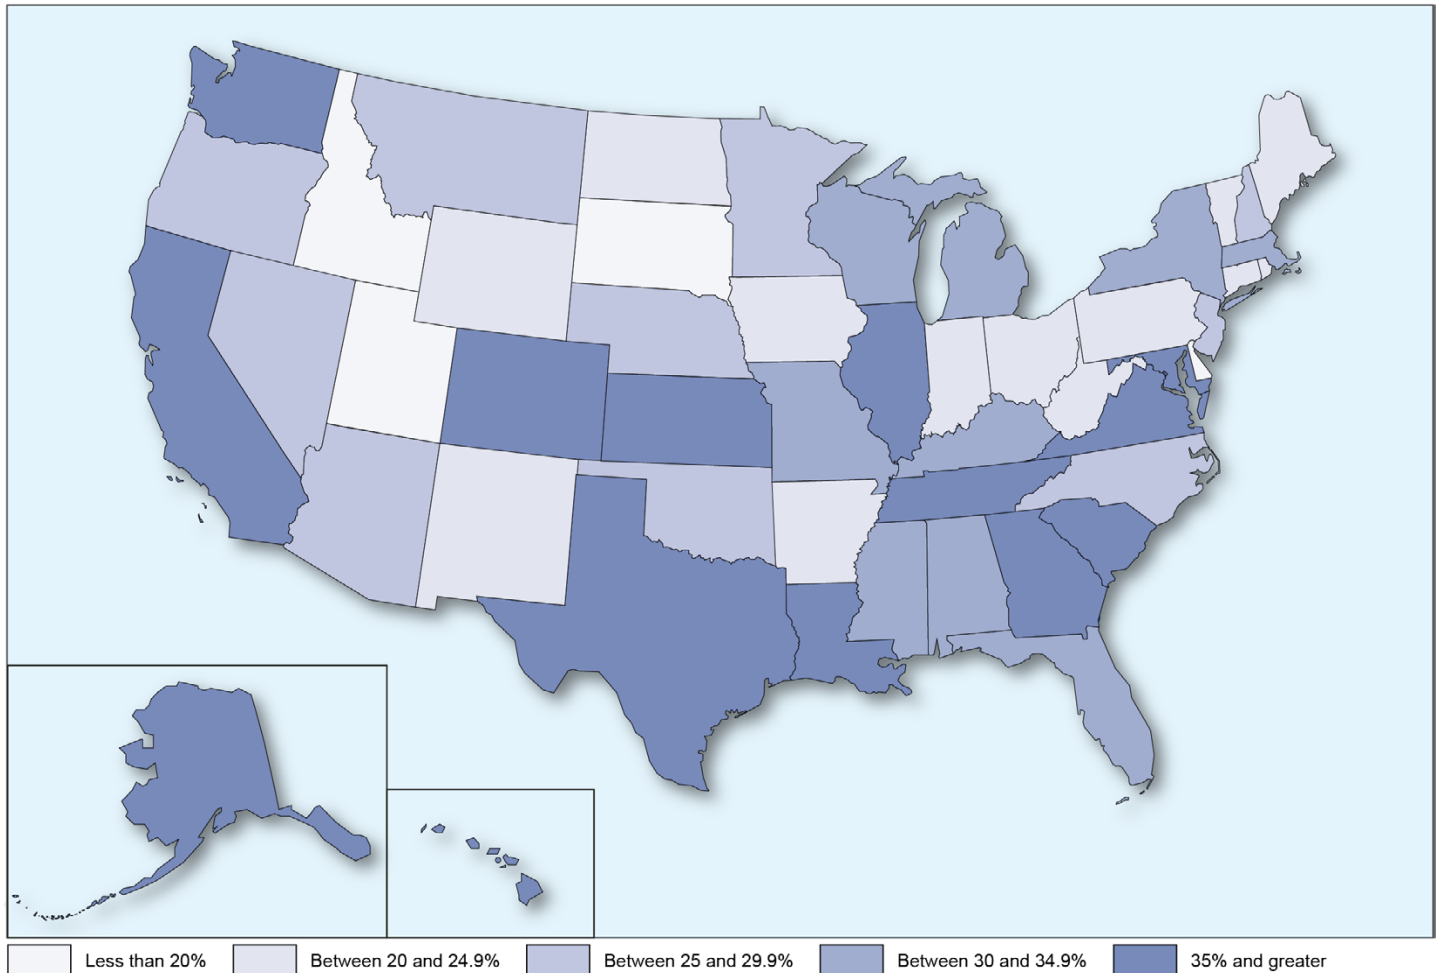 Less than 20%
Between 20 and 24.9%
Between 25 and 29.9%
Between 30 and 34.9%
35% and greater